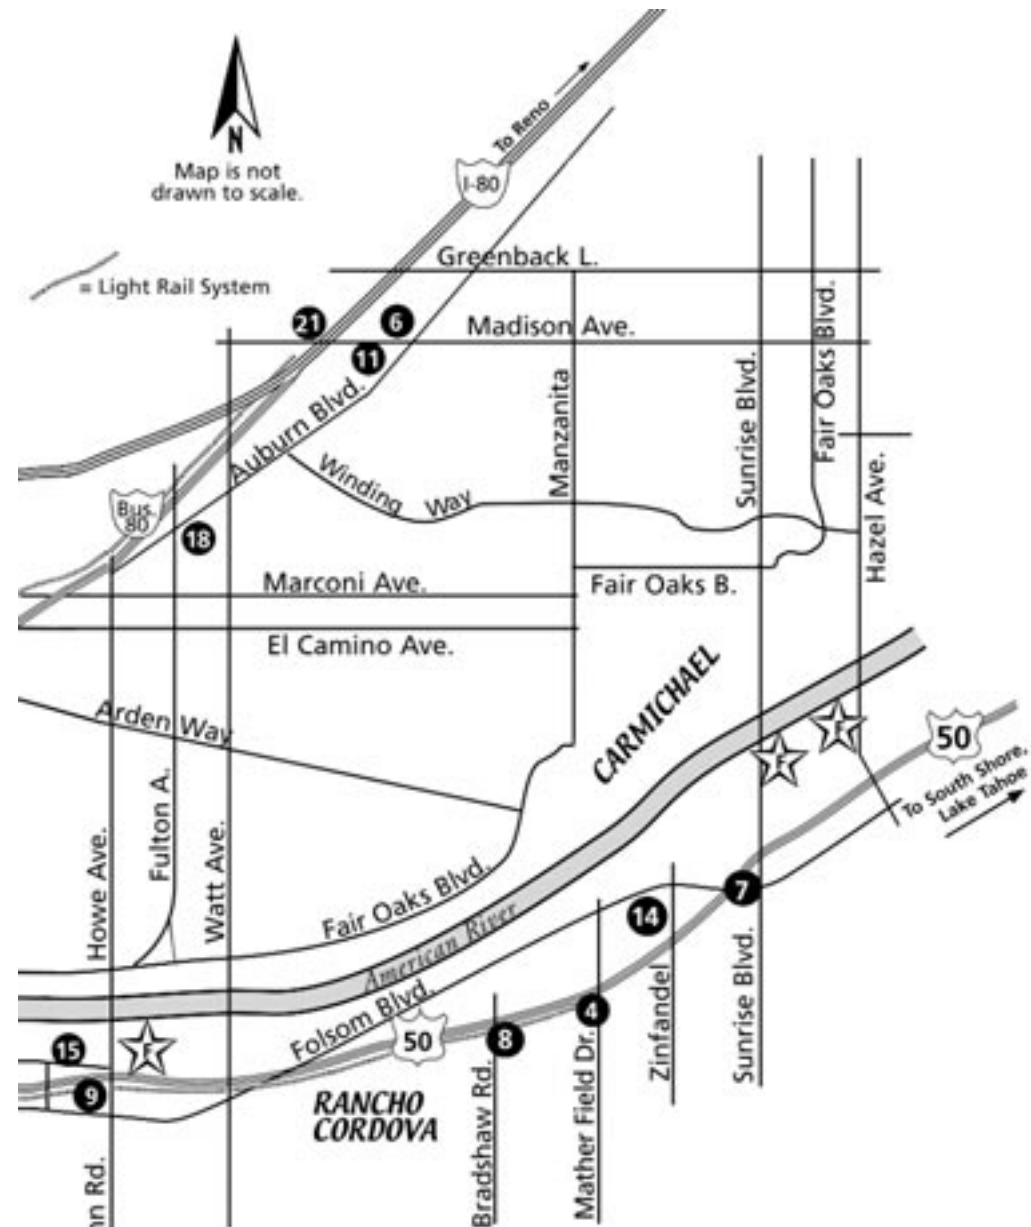 To Reno
N
Map is not
drawn to scale.
I-80
Greenback L.
= Light Rail System
21
6
Madison Ave.
11
Auburn Blvd.
Manzanita
Sunrise Blvd.
Fair Oaks Blvd.
Winding Way
Hazel Ave.
Bus.
80
18
Marconi Ave.
Fair Oaks B.
El Camino Ave.
Arden Way
CARMICHAEL
F
F
50
To South Shore,
Lake Tahoe
Howe Ave.
Fulton A.
Watt Ave.
Fair Oaks Blvd.
American River
7
14
Folsom Blvd.
50
4
8
15
F
9
RANCHO
CORDOVA
Bradshaw Rd.
Mather Field Dr.
Zinfandel
Sunrise Blvd.
nn Rd.